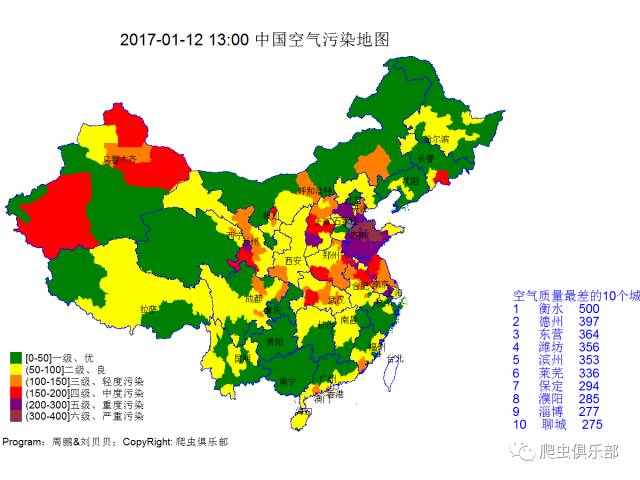 2017-01-12 13:00 中国空气污染地图
哈尔滨
长春
乌鲁木齐
沈阳
呼和浩特
石家庄
济南
西宁
兰州
郑州
西安
合肥
南京
上海
成都
武汉
拉萨
重庆
长沙
南昌
贵阳
福州
昆明
台北
南宁
广州
香港
澳门
海口
空气质量最差的10个城
1 衡水 500
2 德州 397
3 东营 364
4 潍坊 356
5 滨州 353
6 莱芜 336
7 保定 294
8 濮阳 285
9 淄博 277
10 聊城 275
[0-50]一级、优
(50-100]二级、良
(100-150]三级、轻度污染
(150-200]四级、中度污染
(200-300]五级、重度污染
(300-400]六级、严重污染
Program：周鹏&刘贝贝；CopyRight: 爬虫俱乐部
爬虫俱乐部